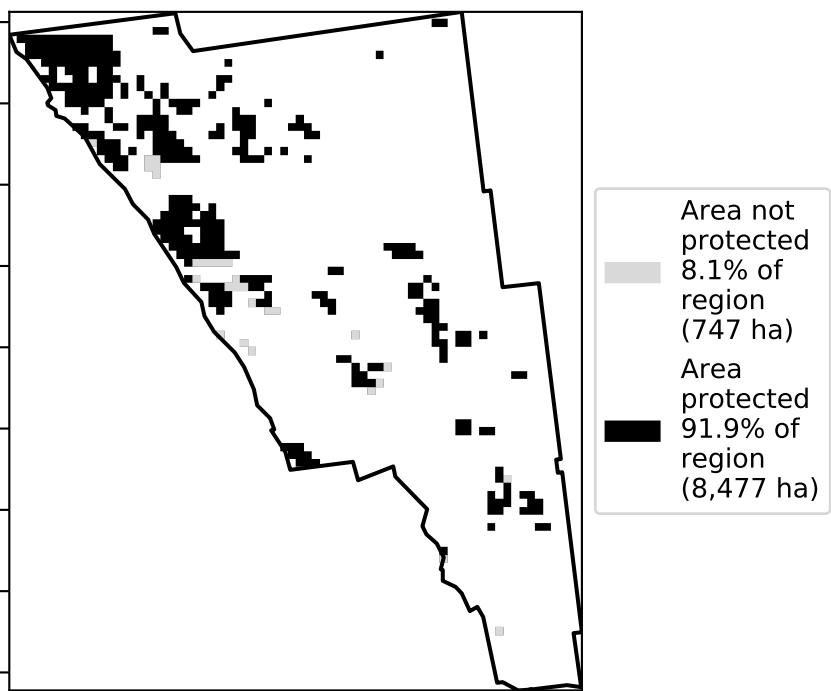 Area not
protected
8.1% of
region
(747 ha)
Area
protected
91.9% of
region
(8,477 ha)